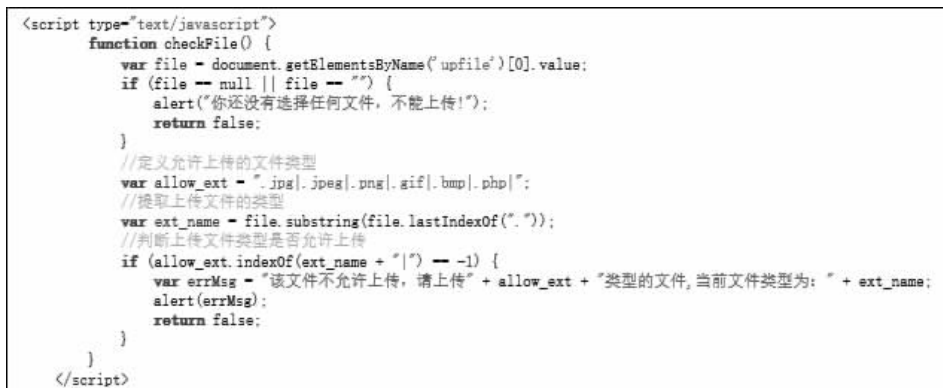 <script type="text/javascript">
function checkFile() {
var file = document.getElementsByName('upfile')[0].value;
if (file == null || file == "") {
alert("你还没有选择任何文件，不能上传!");
return false;
}
//定义允许上传的文件类型
var allow_ext = ".jpg|.jpeg|.png|.gif|.bmp|.php|";
//提取上传文件的类型
var ext_name = file.substring(file.lastIndexOf("."));
//判断上传文件类型是否允许上传
if (allow_ext.indexOf(ext_name + "|") == -1) {
var errMsg = "该文件不允许上传，请上传" + allow_ext + "类型的文件,当前文件类型为：" + ext_name;
alert(errMsg);
return false;
}
}
</script>